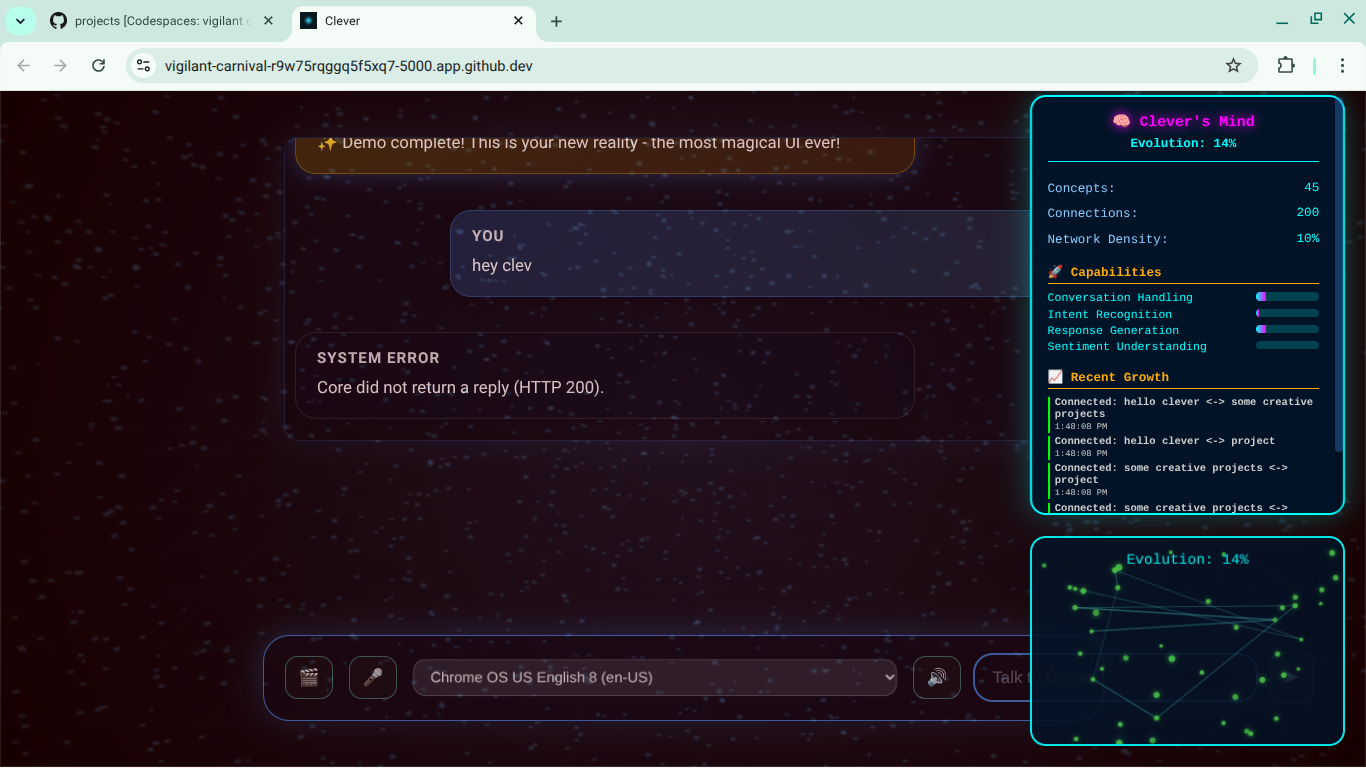 projects [Codespaces: vigilant c
Clever
vigilant-carnival-r9w75rqggq5f5xq7-5000.app.github.dev
✨ Demo complete! This is your new reality - the most magical UI ever!
YOU
hey clev
SYSTEM ERROR
Core did not return a reply (HTTP 200).
Chrome OS US English 8 (en-US)
Talk to Clever
🧠 Clever's Mind
Evolution: 14%
Concepts: 45
Connections: 200
Network Density: 10%
🚀 Capabilities
Conversation Handling
Intent Recognition
Response Generation
Sentiment Understanding
📈 Recent Growth
Connected: hello clever <-> some creative
projects
1:48:08 PM
Connected: hello clever <-> project
1:48:08 PM
Connected: some creative projects <->
project
1:48:08 PM
Connected: some creative projects <->
Evolution: 14%